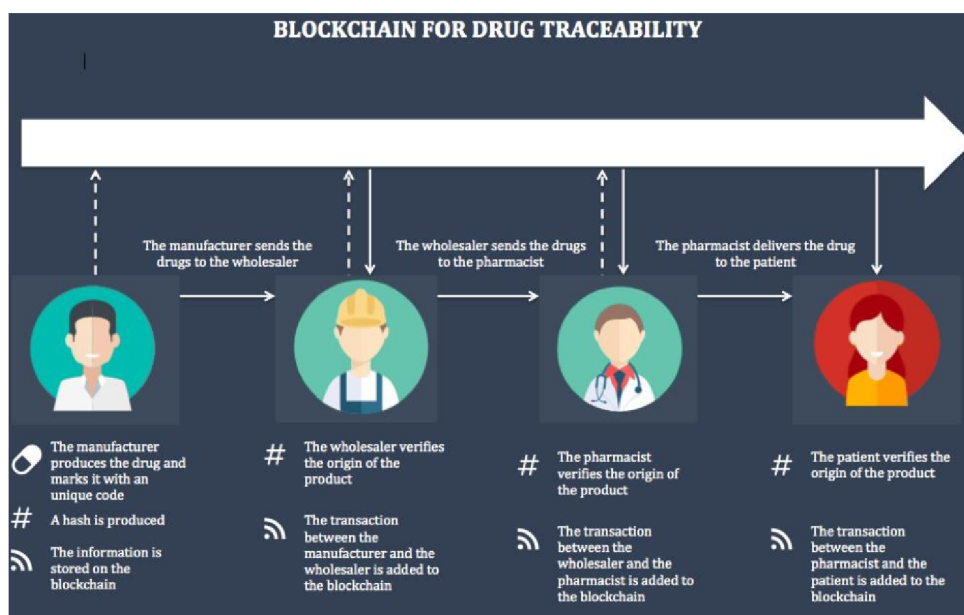 BLOCKCHAIN FOR DRUG TRACEABILITY
The manufacturer sends the
drugs to the wholesaler
The wholesaler sends the drugs
to the pharmacist
The pharmacist delivers the drug
to the patient
The manufacturer
produces the drug and
marks it with an
unique code
# A hash is produced
The information is
stored on the
blockchain
# The wholesaler verifies
the origin of the
product
The transaction
between the
manufacturer and the
wholesaler is added to
the blockchain
# The pharmacist
verifies the origin of
the product
The transaction
between the
wholesaler and the
pharmacist is added to
the blockchain
# The patient verifies the
origin of the product
The transaction
between the
pharmacist and the
patient is added to the
blockchain